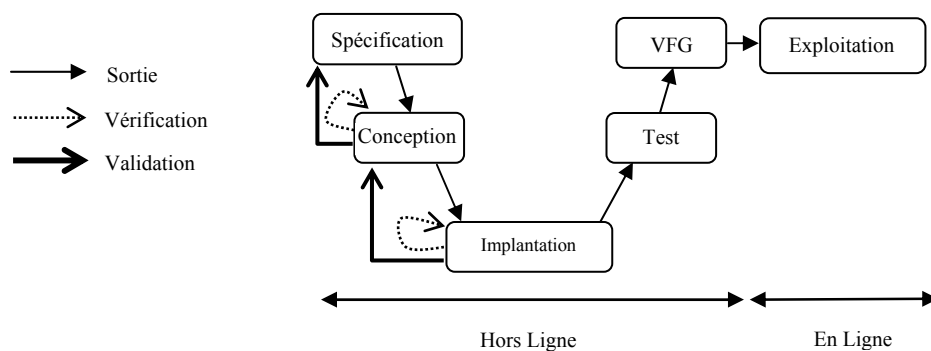 Spécification
VFG
Exploitation
Sortie
Vérification
Conception
Test
Validation
Implantation
Hors Ligne
En Ligne